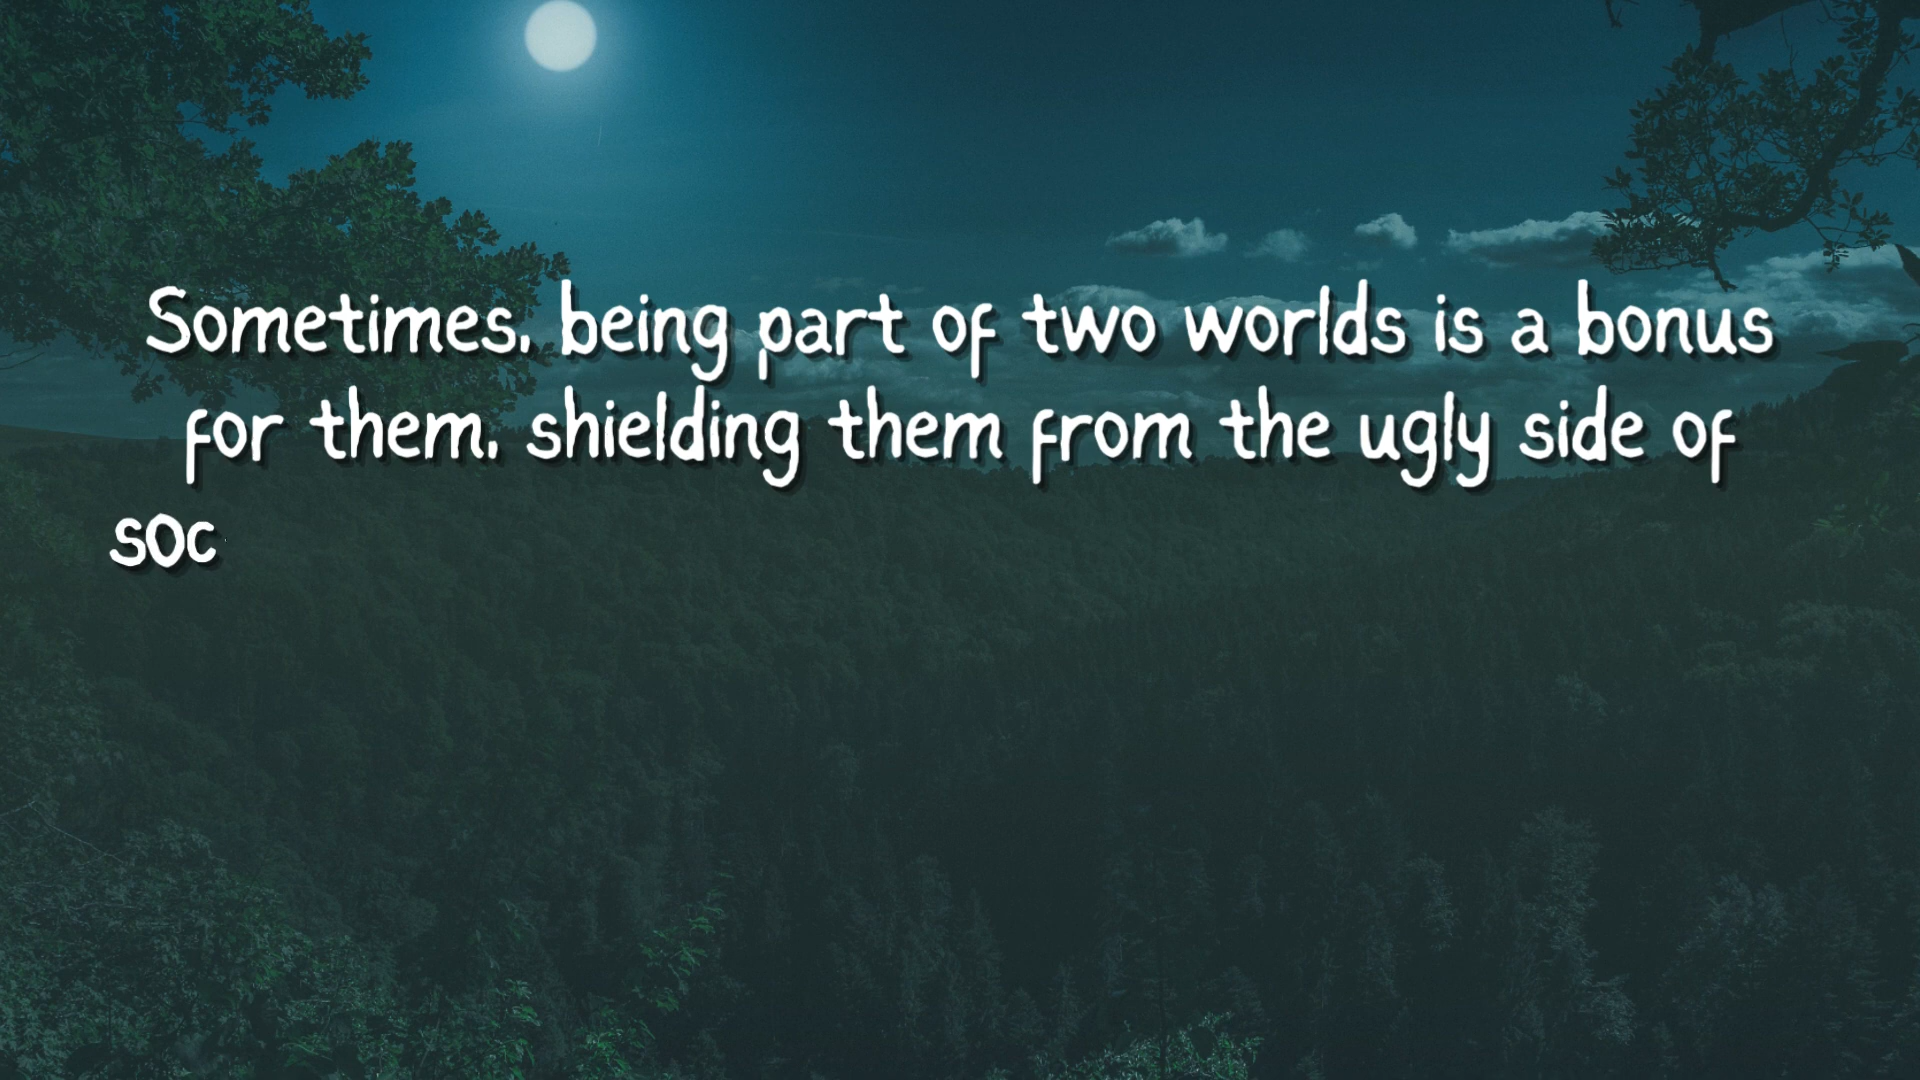 Sometimes, being part of two worlds is a bonus
for them, shielding them from the ugly side of
soc